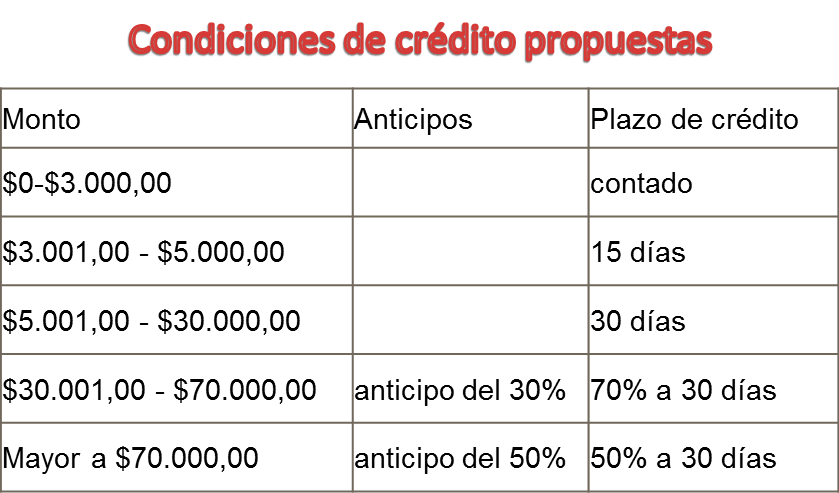 Condiciones de crédito propuestas
Monto Anticipos Plazo de crédito
$0-$3.000,00 contado
$3.001,00 - $5.000,00 15 días
$5.001,00 - $30.000,00 30 días
$30.001,00 - $70.000,00 anticipo del 30% 70% a 30 días
Mayor a $70.000,00 anticipo del 50% 50% a 30 días